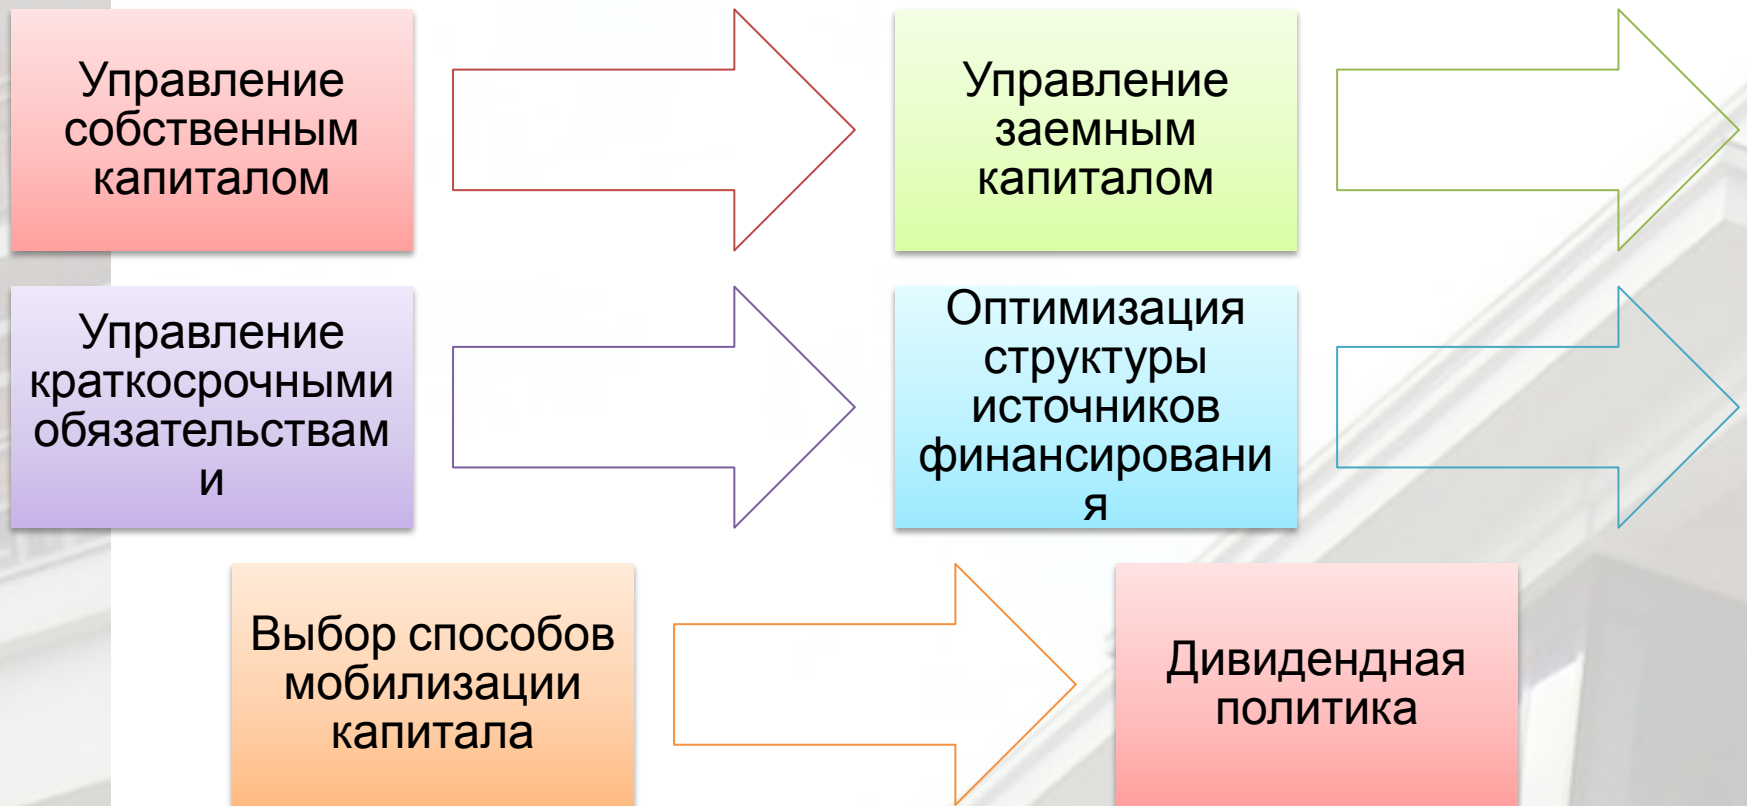 Управление
собственным
капиталом
Управление
заемным
капиталом
Управление
краткосрочными
обязательствам
и
Оптимизация
структуры
источников
финансировани
я
Выбор способов
мобилизации
капитала
Дивидендная
политика